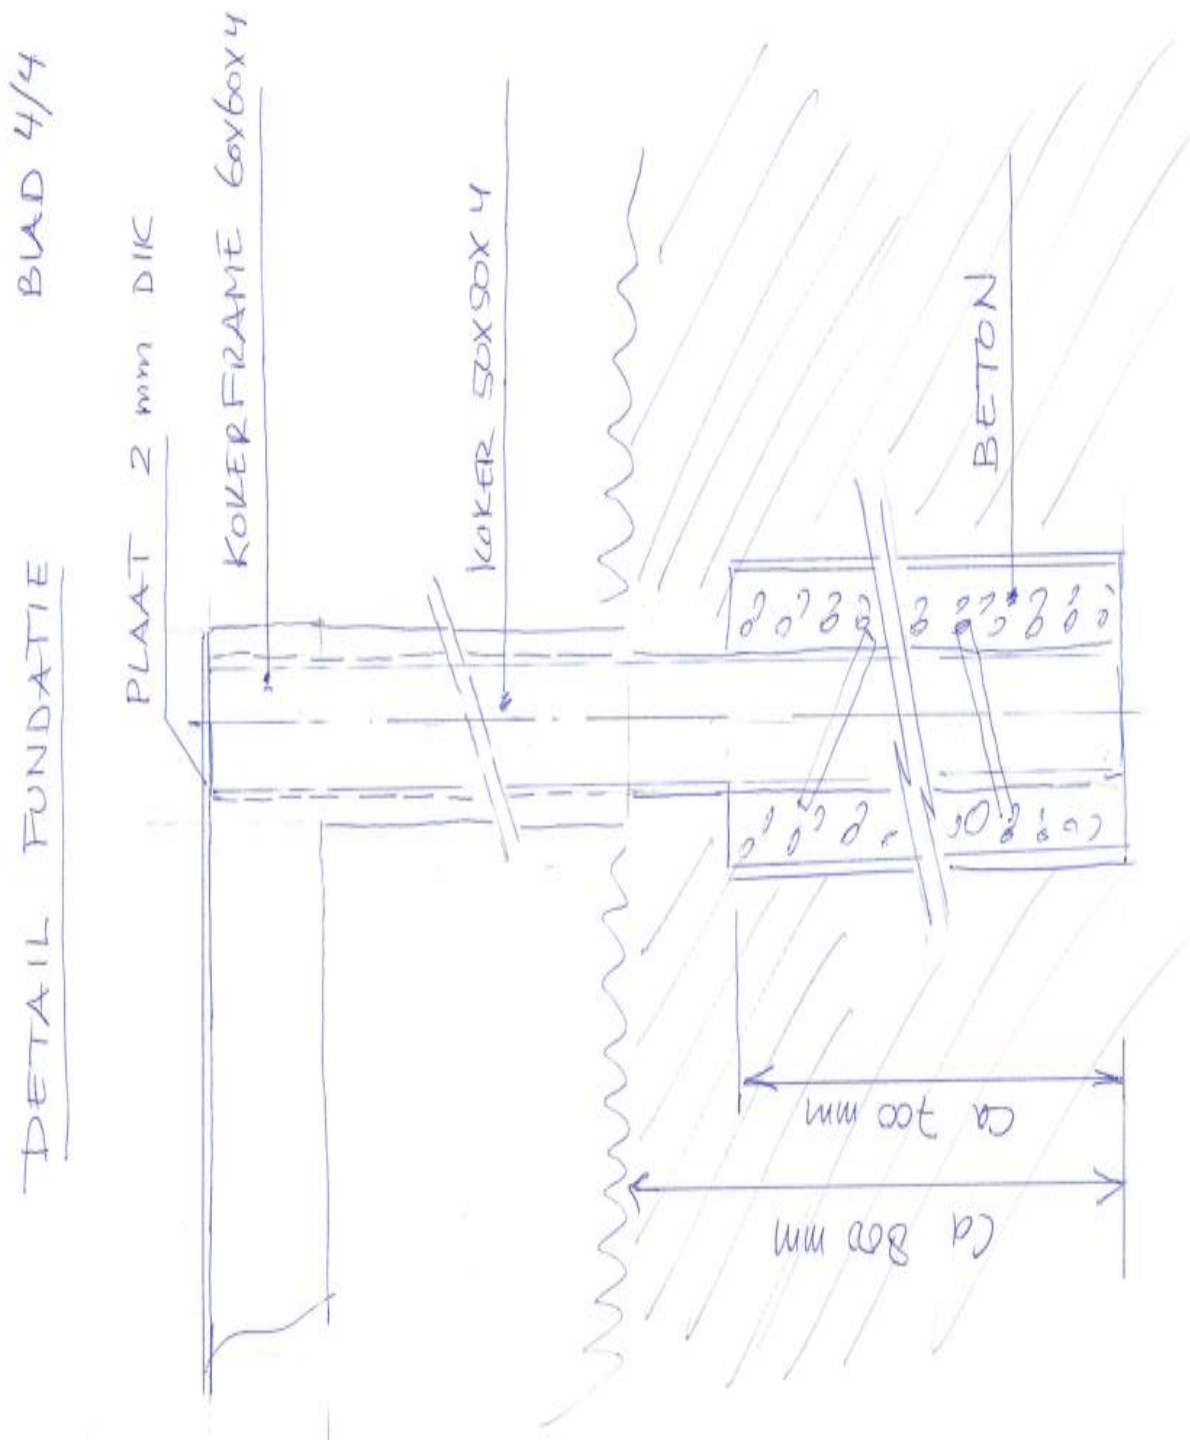 DETAIL FUNDATIE
BLAD 4/4
PLAAT 2 mm DIK
KOKERFRAME 60x60x4
KOKER 50x50x4
BETON
Ca 700 mm
Ca 800 mm